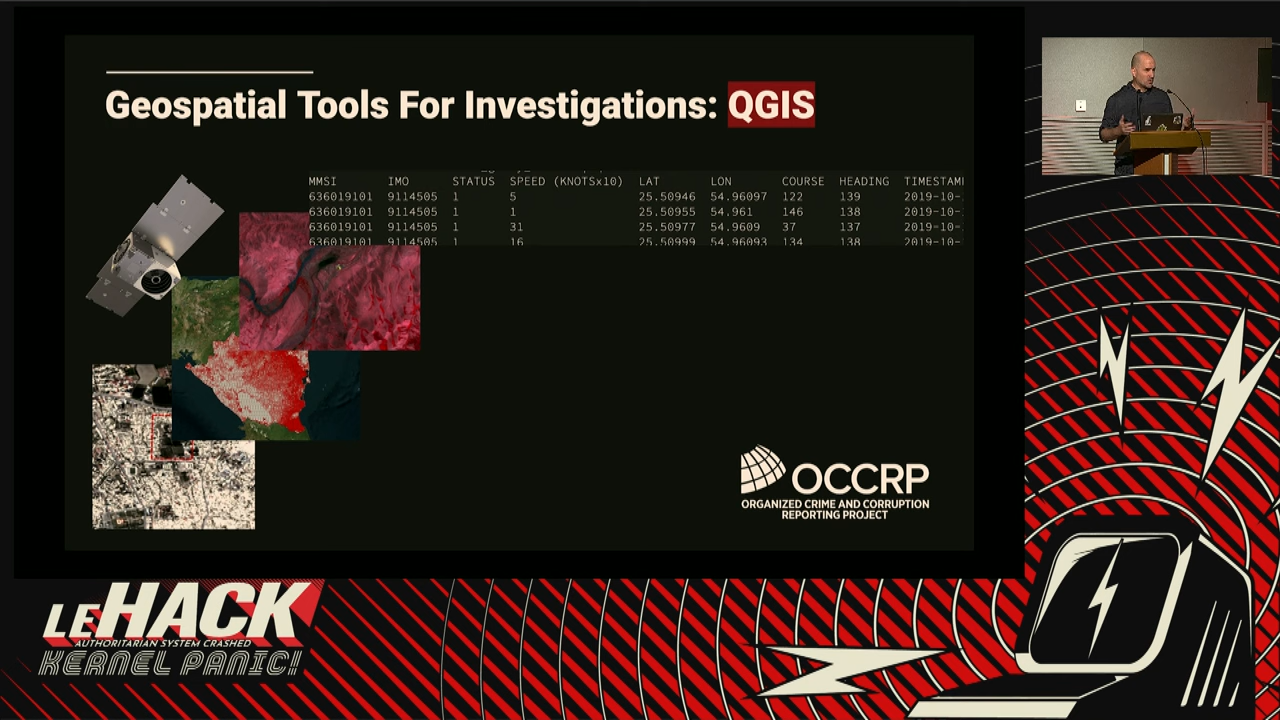 Geospatial Tools For Investigations: QGIS
MMSI IMO STATUS SPEED (KNOTSx10) LAT LON COURSE HEADING TIMESTAM
636019101 9114505 1 5 25.50946 54.96097 122 139 2019-10-
636019101 9114505 1 1 25.50955 54.961 146 138 2019-10-
636019101 9114505 1 31 25.50977 54.9609 37 137 2019-10-
636019101 9114505 1 16 25.50999 54.96093 134 138 2019-10-
OCCRP
ORGANIZED CRIME AND CORRUPTION
REPORTING PROJECT
LEHACK
AUTHORITARIAN SYSTEM CRASHED
KERNEL PANIC!